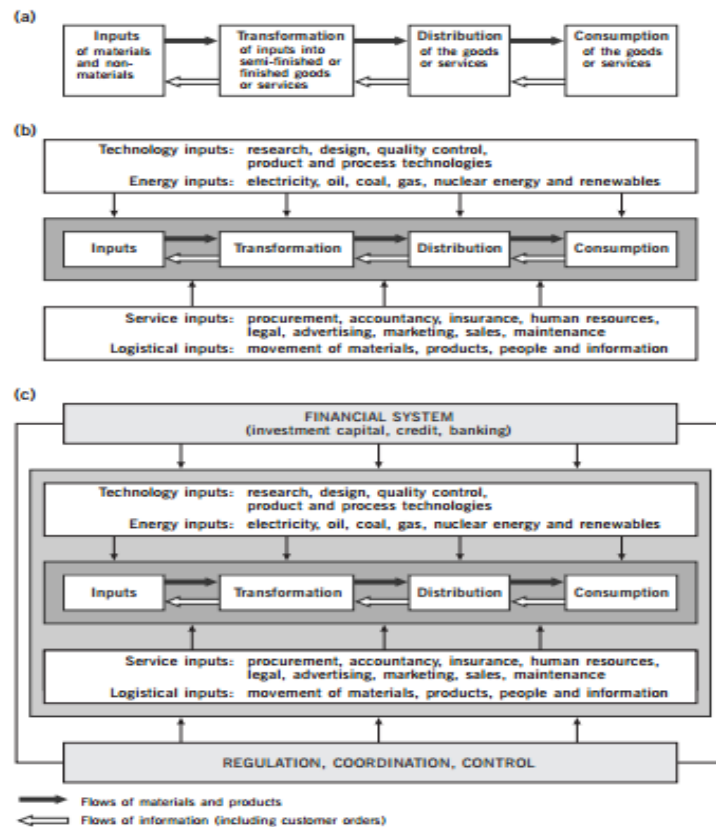 (a)
Inputs
of materials
and non-
materials
Transformation
of inputs into
semi-finished or
finished goods
or services
Distribution
of the goods
or services
Consumption
of the goods
or services
(b)
Technology inputs: research, design, quality control,
product and process technologies
Energy inputs: electricity, oil, coal, gas, nuclear energy and renewables
Inputs
Transformation
Distribution
Consumption
Service inputs: procurement, accountancy, insurance, human resources,
legal, advertising, marketing, sales, maintenance
Logistical inputs: movement of materials, products, people and information
(c)
FINANCIAL SYSTEM
(investment capital, credit, banking)
Technology inputs: research, design, quality control,
product and process technologies
Energy inputs: electricity, oil, coal, gas, nuclear energy and renewables
Inputs
Transformation
Distribution
Consumption
Service inputs: procurement, accountancy, insurance, human resources,
legal, advertising, marketing, sales, maintenance
Logistical inputs: movement of materials, products, people and information
REGULATION, COORDINATION, CONTROL
Flows of materials and products
Flows of information (including customer orders)